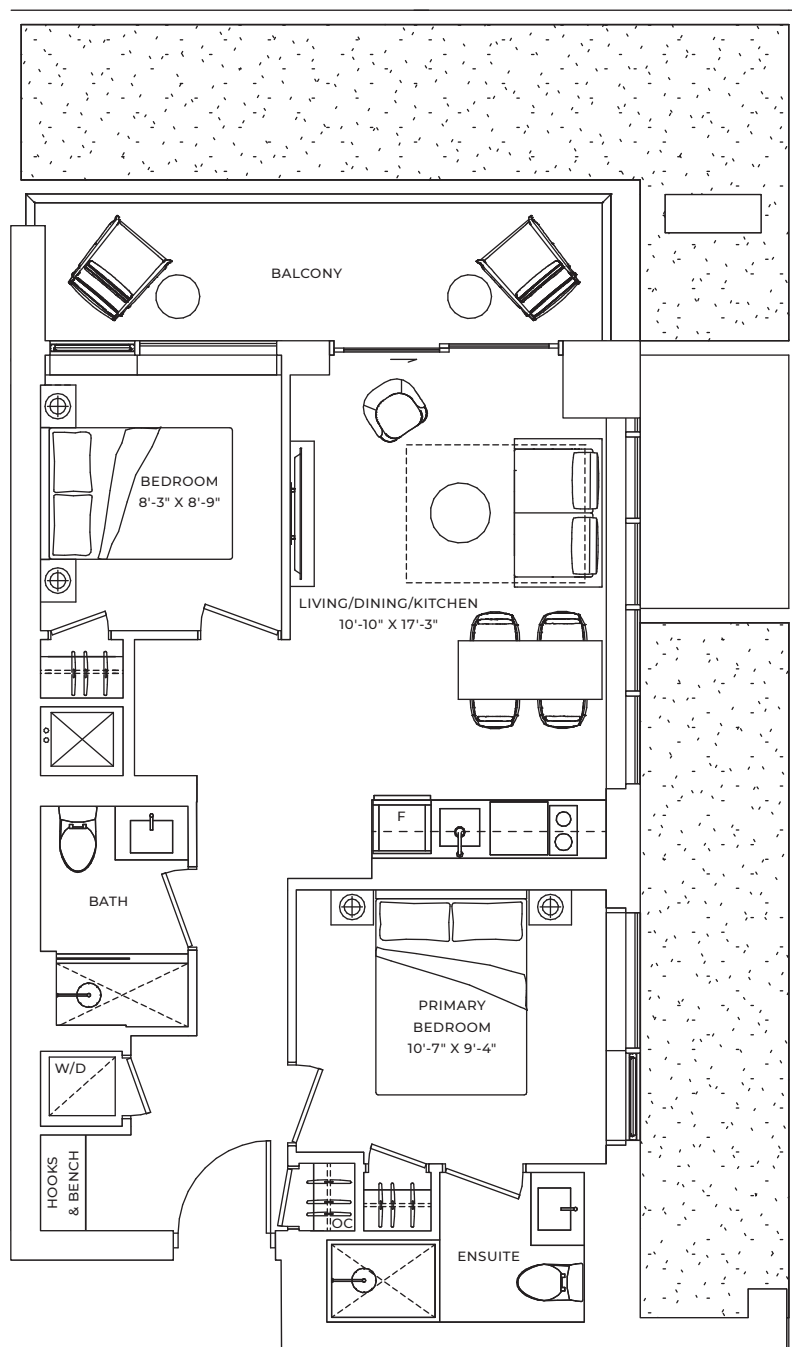 BALCONY
BEDROOM
8'-3" X 8'-9"
LIVING/DINING/KITCHEN
10'-10" X 17'-3"
F
BATH
PRIMARY
BEDROOM
10'-7" X 9'-4"
W/D
HOOKS
& BENCH
OC
ENSUITE